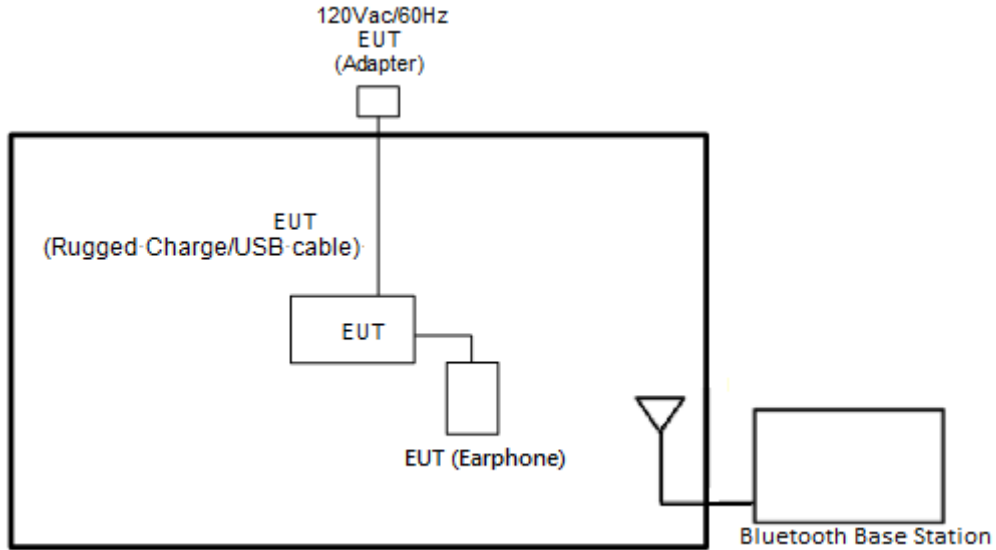 120Vac/60Hz
EUT
(Adapter)
EUT
(Rugged·Charge/USB·cable)
EUT
EUT (Earphone)
Bluetooth Base Station